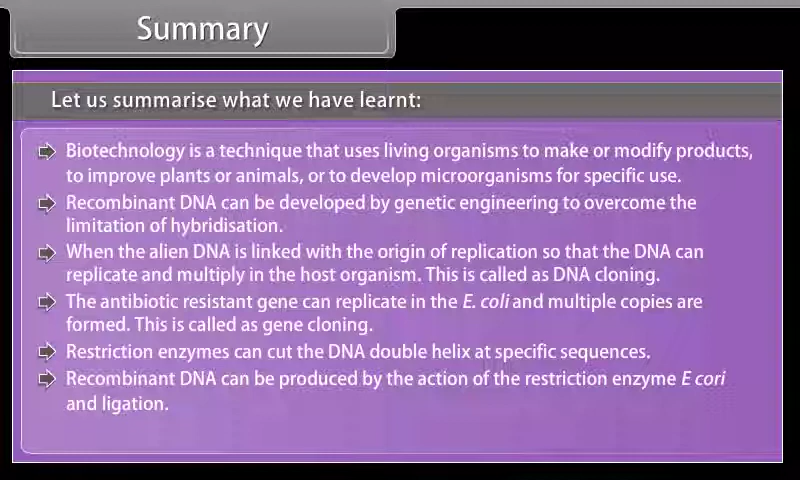 Summary
Let us summarise what we have learnt:
Biotechnology is a technique that uses living organisms to make or modify products,
to improve plants or animals, or to develop microorganisms for specific use.
Recombinant DNA can be developed by genetic engineering to overcome the
limitation of hybridisation.
When the alien DNA is linked with the origin of replication so that the DNA can
replicate and multiply in the host organism. This is called as DNA cloning.
The antibiotic resistant gene can replicate in the E. coli and multiple copies are
formed. This is called as gene cloning.
Restriction enzymes can cut the DNA double helix at specific sequences.
Recombinant DNA can be produced by the action of the restriction enzyme E cori
and ligation.